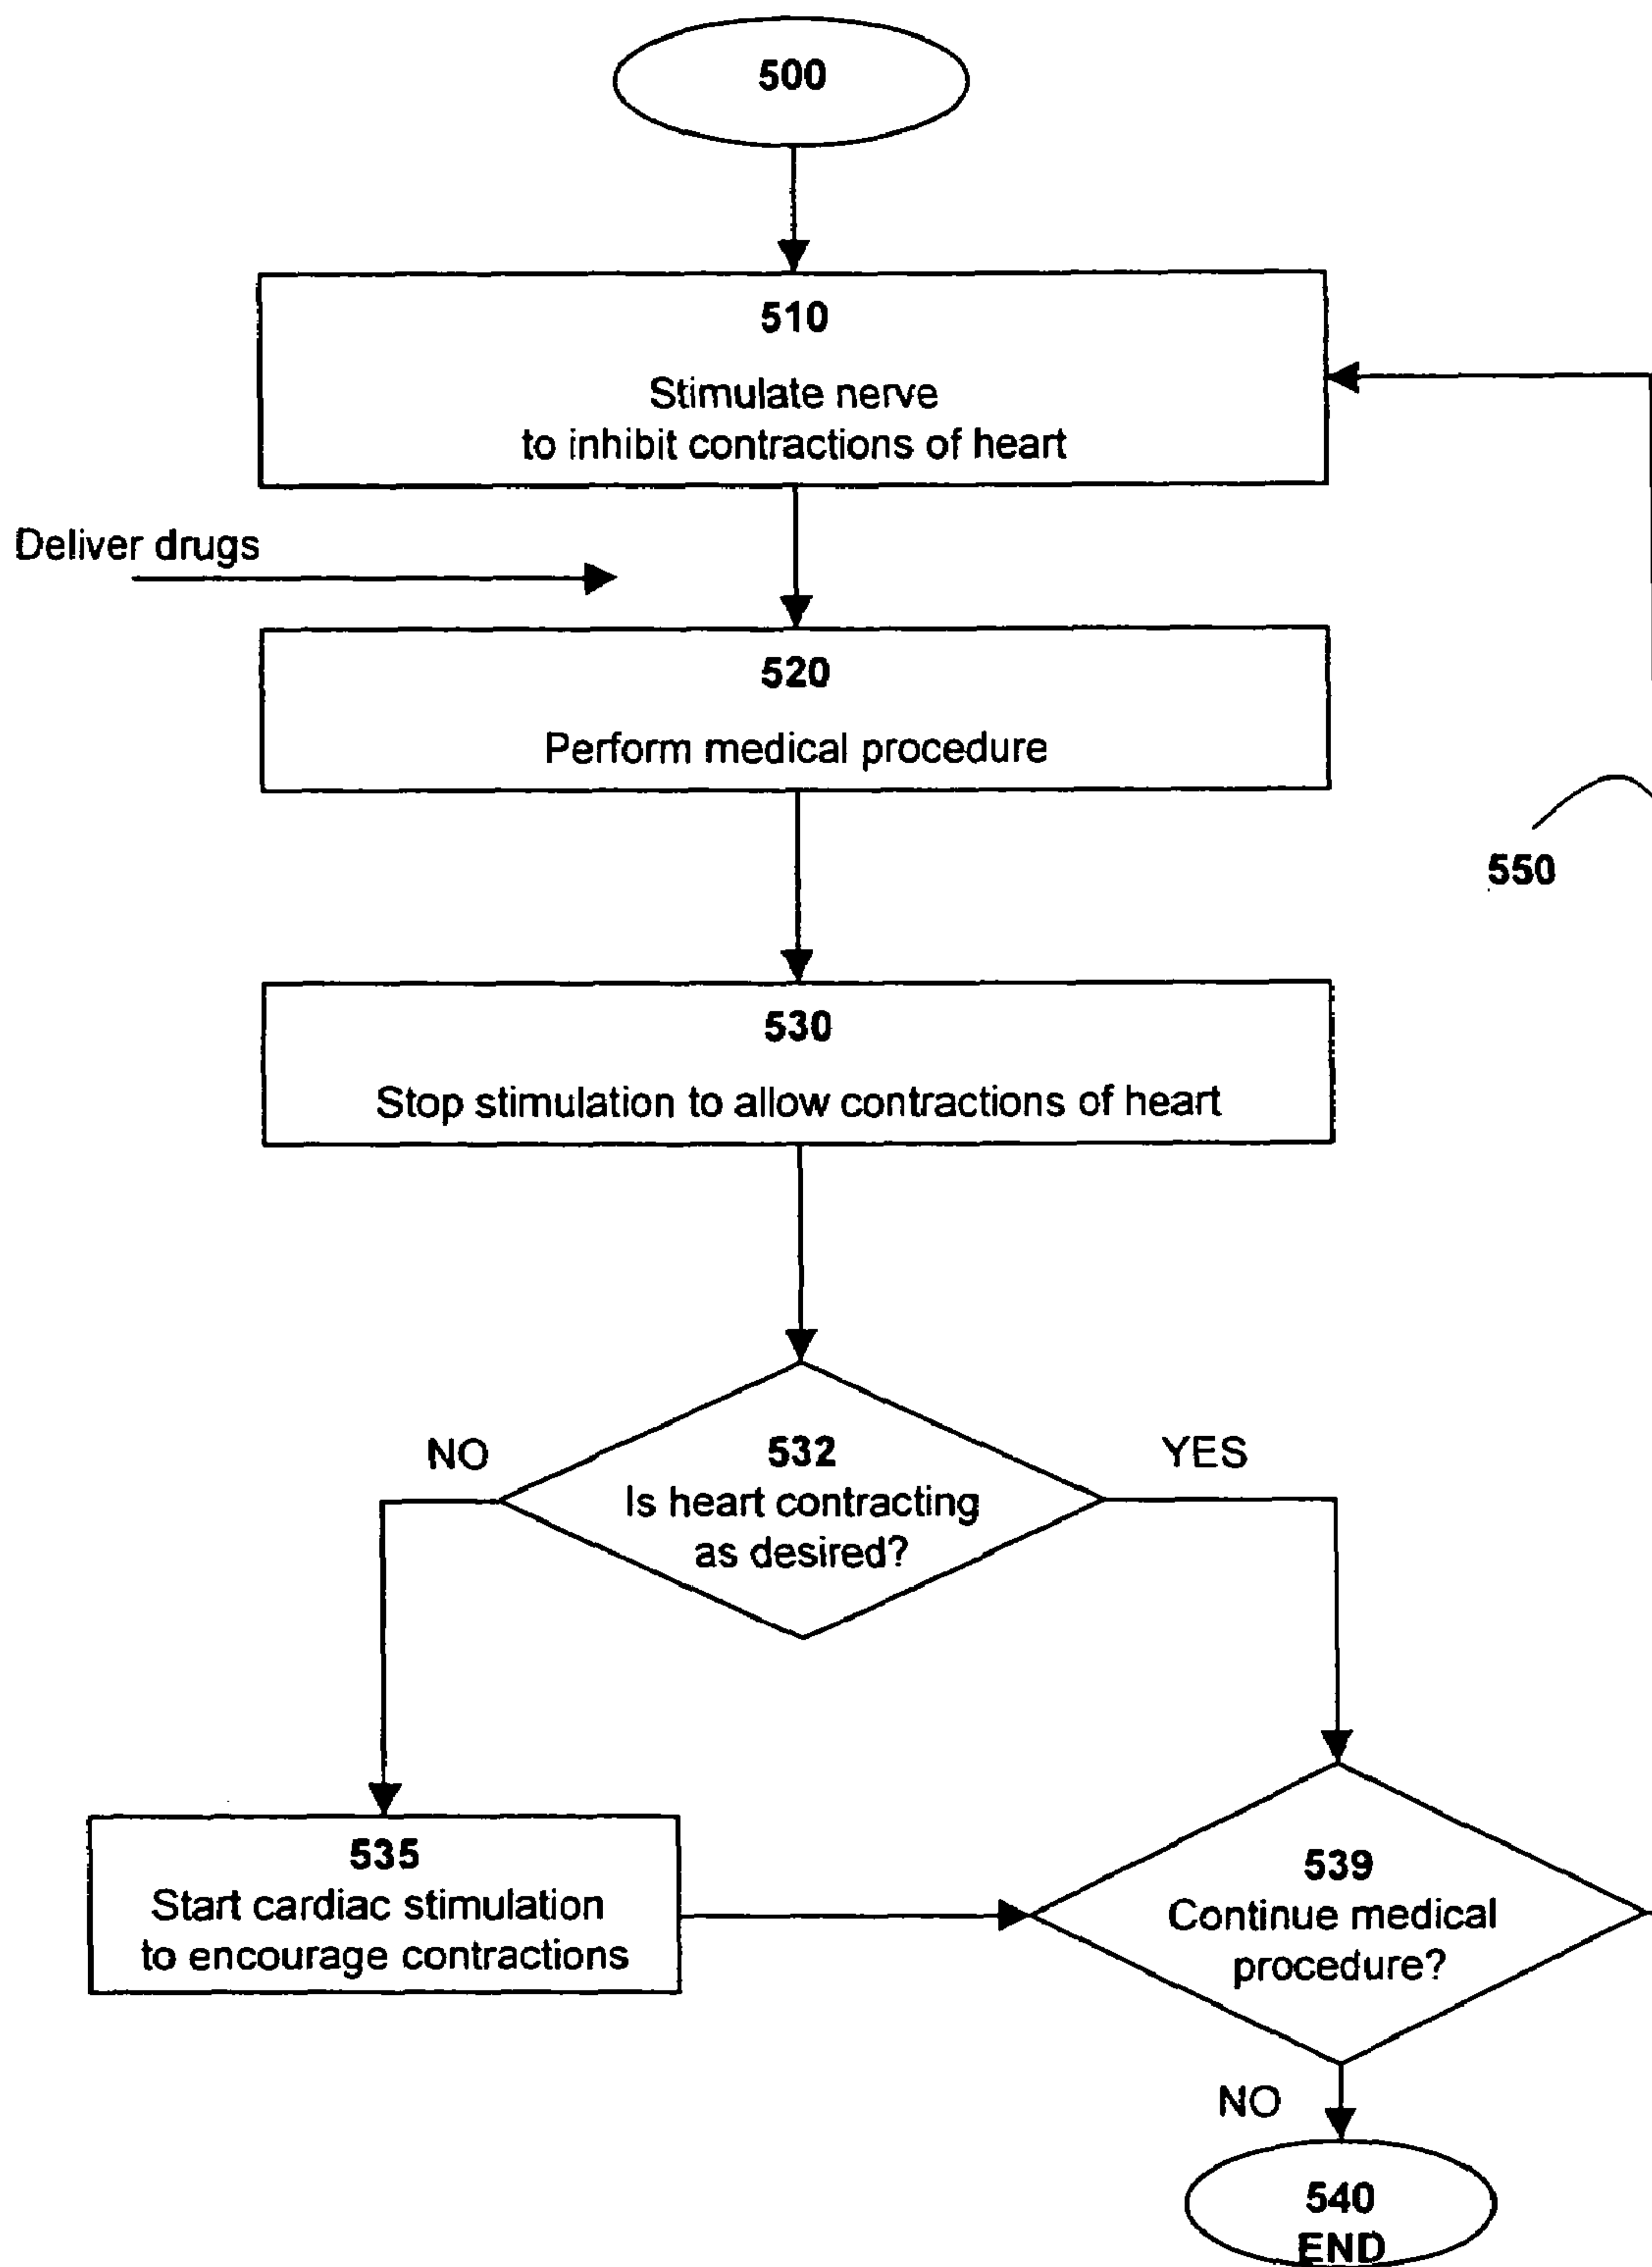 500
510
Stimulate nerve
to inhibit contractions of heart
Deliver drugs
520
Perform medical procedure
550
530
Stop stimulation to allow contractions of heart
NO
532
Is heart contracting
as desired?
YES
535
Start cardiac stimulation
to encourage contractions
539
Continue medical
procedure?
NO
540
END